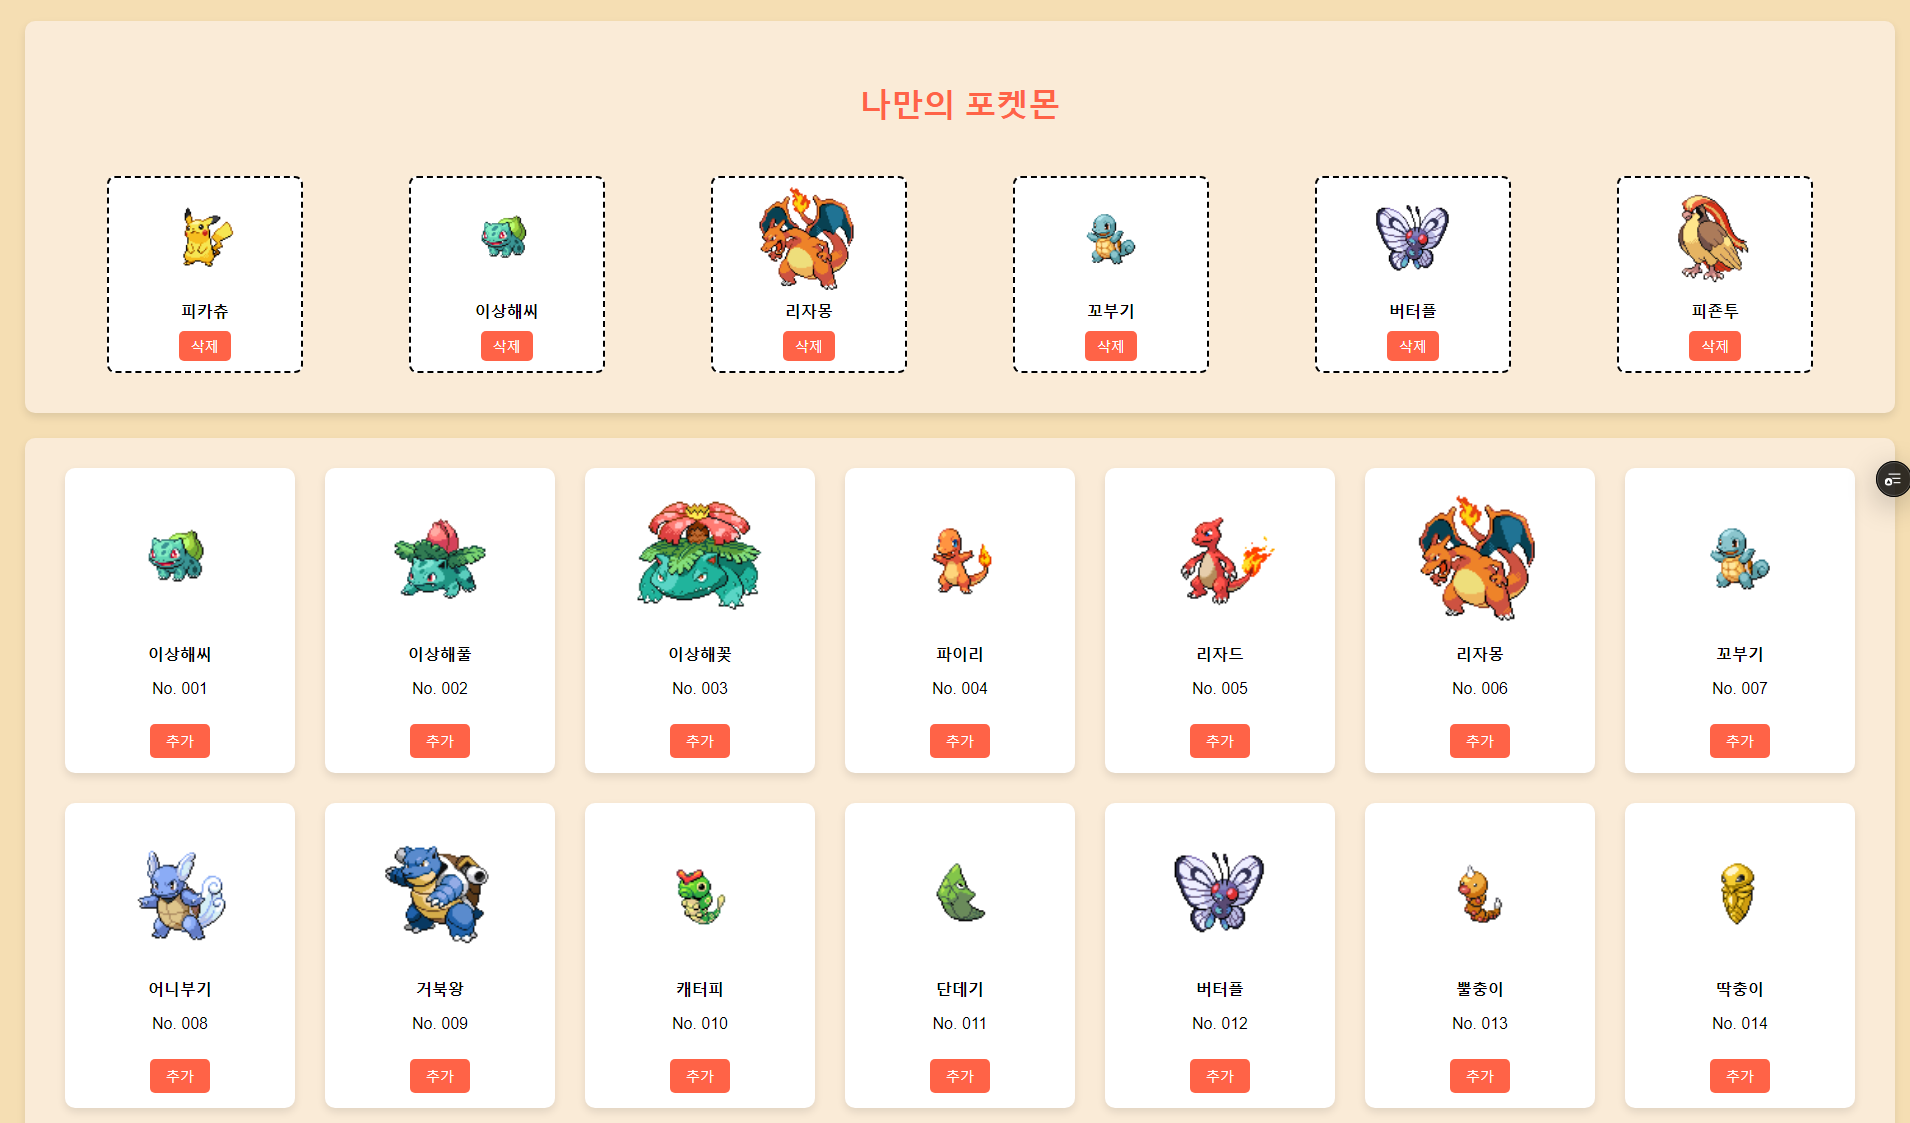 나만의 포켓몬
피카츄 이상해씨 리자몽 꼬부기 버터플 피죤투
삭제 삭제 삭제 삭제 삭제 삭제
이상해씨 이상해풀 이상해꽃 파이리 리자드 리자몽 꼬부기
No. 001 No. 002 No. 003 No. 004 No. 005 No. 006 No. 007
추가 추가 추가 추가 추가 추가 추가
어니부기 거북왕 캐터피 단데기 버터플 뿔충이 딱충이
No. 008 No. 009 No. 010 No. 011 No. 012 No. 013 No. 014
추가 추가 추가 추가 추가 추가 추가